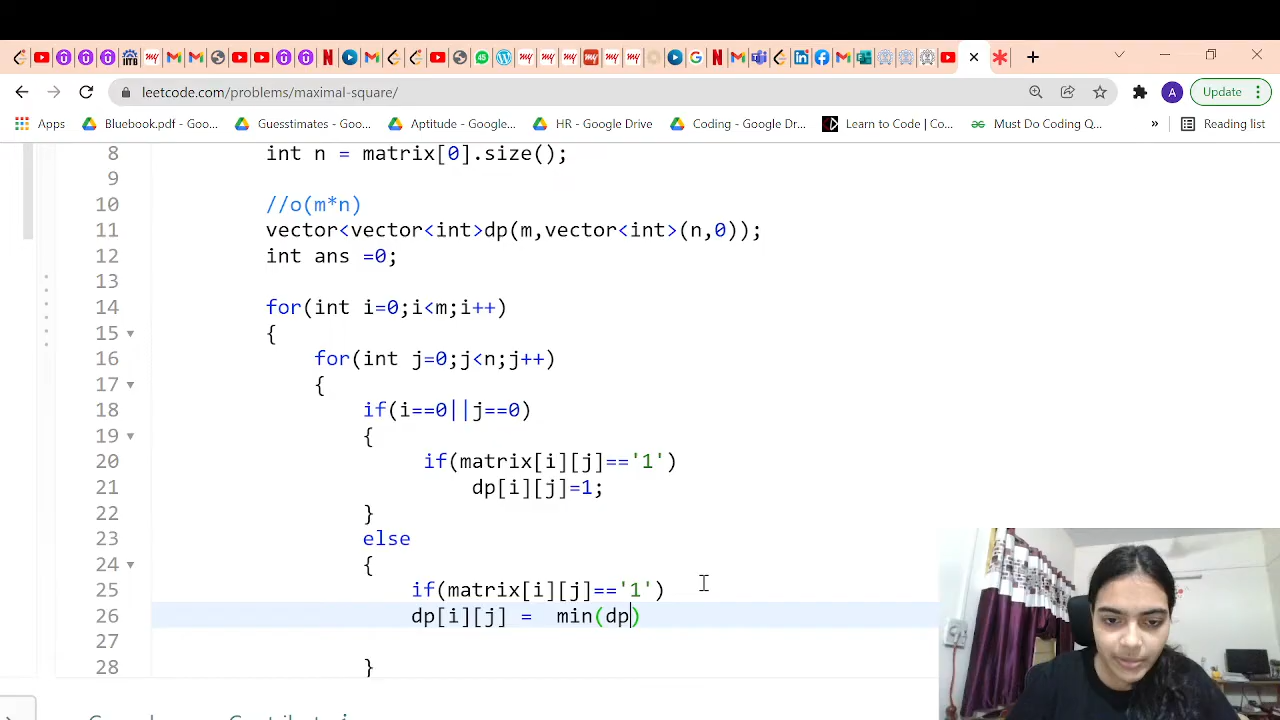 leetcode.com/problems/maximal-square/
Update
Apps
Bluebook.pdf - Goo...
Guesstimates - Goo...
Aptitude - Google...
HR - Google Drive
Coding - Google Dr...
Learn to Code | Co...
Must Do Coding Q...
»
Reading list
8 int n = matrix[0].size();
9
10 //o(m*n)
11 vector<vector<int>dp(m,vector<int>(n,0));
12 int ans =0;
13
14 for(int i=0;i<m;i++)
15 {
16 for(int j=0;j<n;j++)
17 {
18 if(i==0||j==0)
19 {
20 if(matrix[i][j]=='1')
21 dp[i][j]=1;
22 }
23 else
24 {
25 if(matrix[i][j]=='1')
26 dp[i][j] =  min(dp)
27
28 }